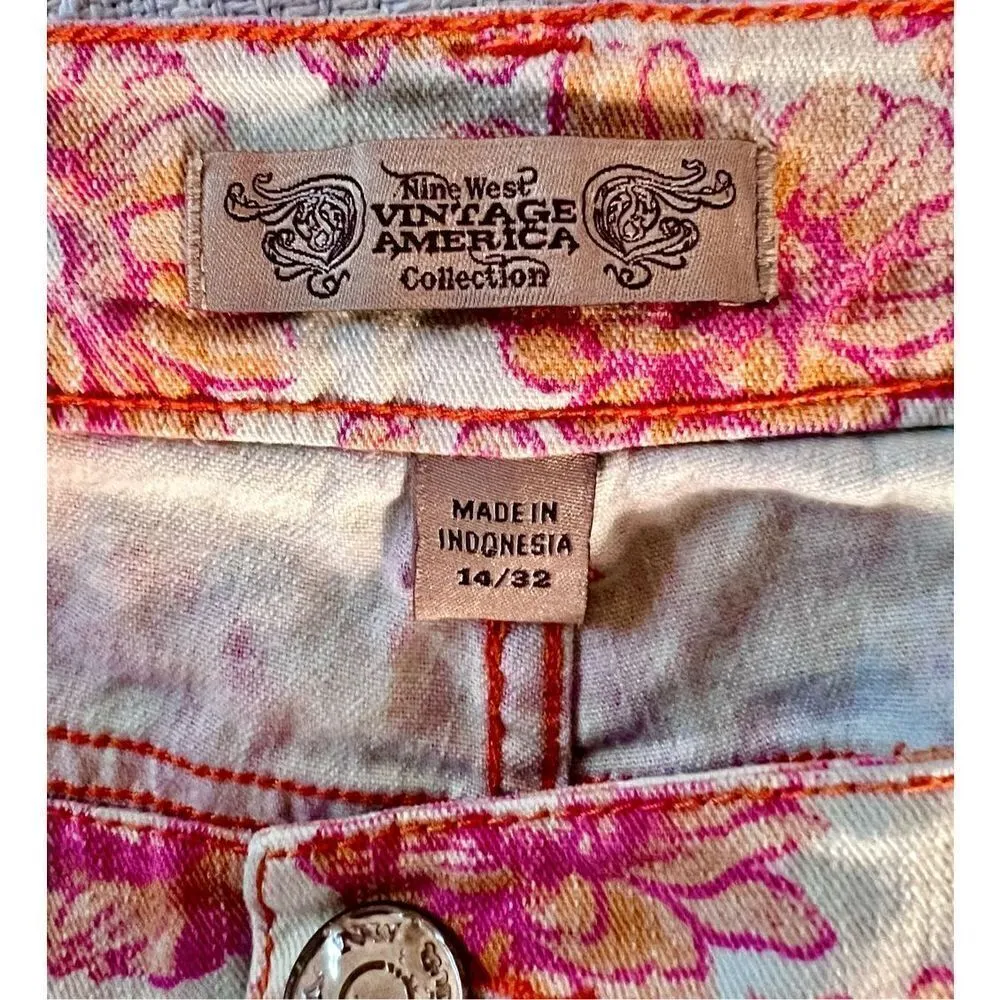 Nine West
VINTAGE
AMERICA
Collection
MADE IN
INDONESIA
14/32